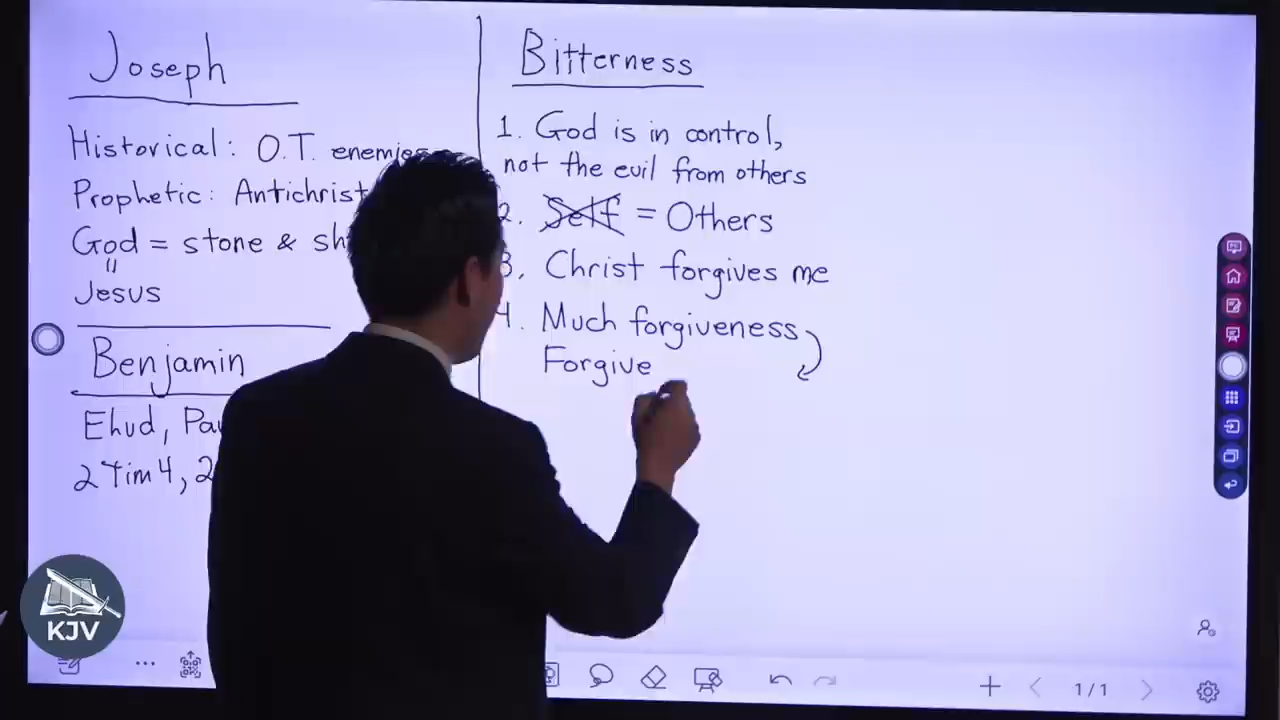 Joseph
Historical: O.T. enemies
Prophetic: Antichrist
God = stone &
"
Jesus
Benjamin
Ehud,
2 Tim 4, 2
Bitterness
1. God is in control,
not the evil from others
2. Self = Others
3. Christ forgives me
4. Much forgiveness
Forgive
KJV
1/1